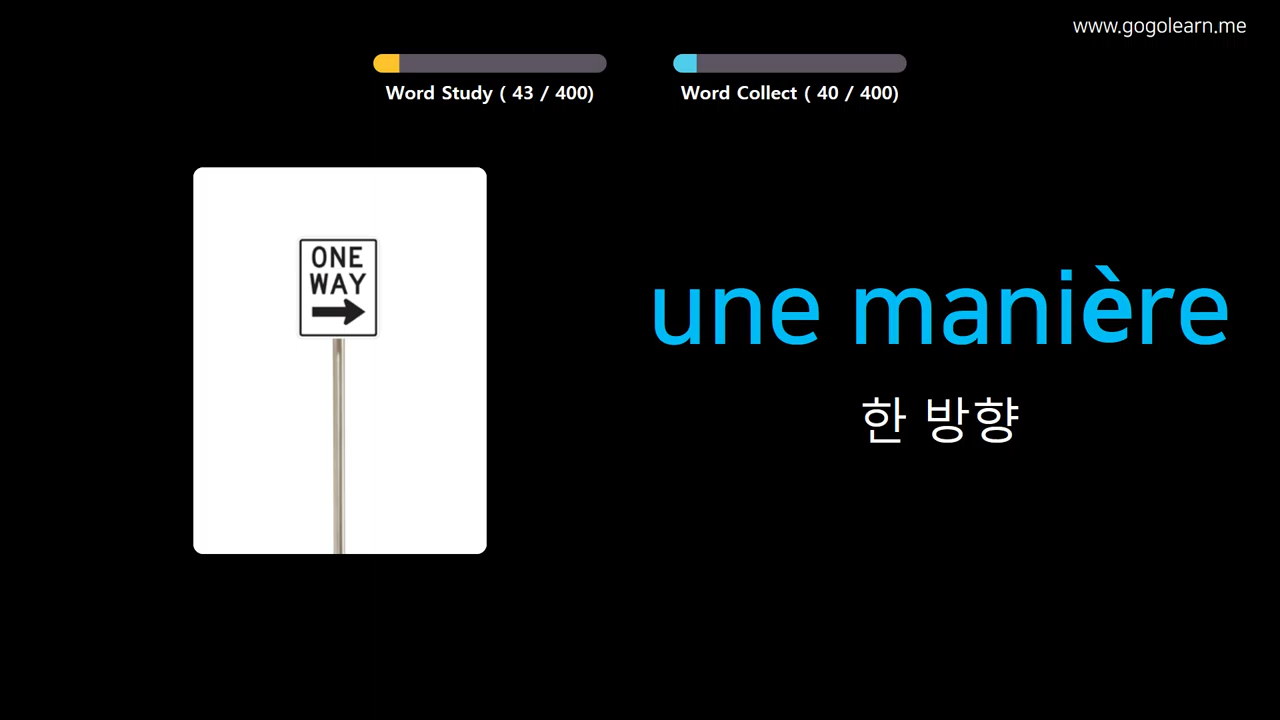 www.gogolearn.me
Word Study ( 43 / 400)
Word Collect ( 40 / 400)
ONE
WAY
une manière
한 방향